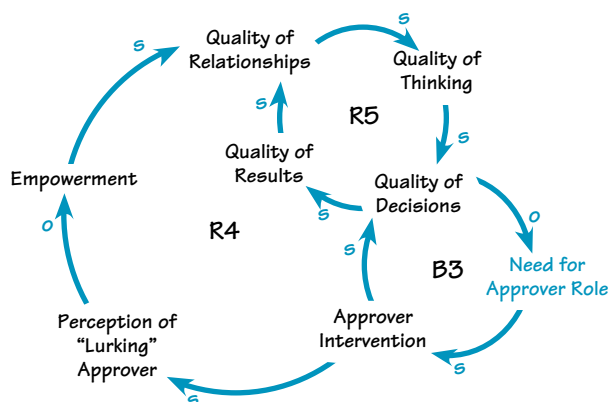 s
Quality of
Relationships
s
Quality of
Thinking
s
R5
s
Quality of
Results
Empowerment
Quality of
Decisions
s
o
o
R4
s
B3
Need for
Approver Role
Perception of
"Lurking"
Approver
Approver
Intervention
s
s